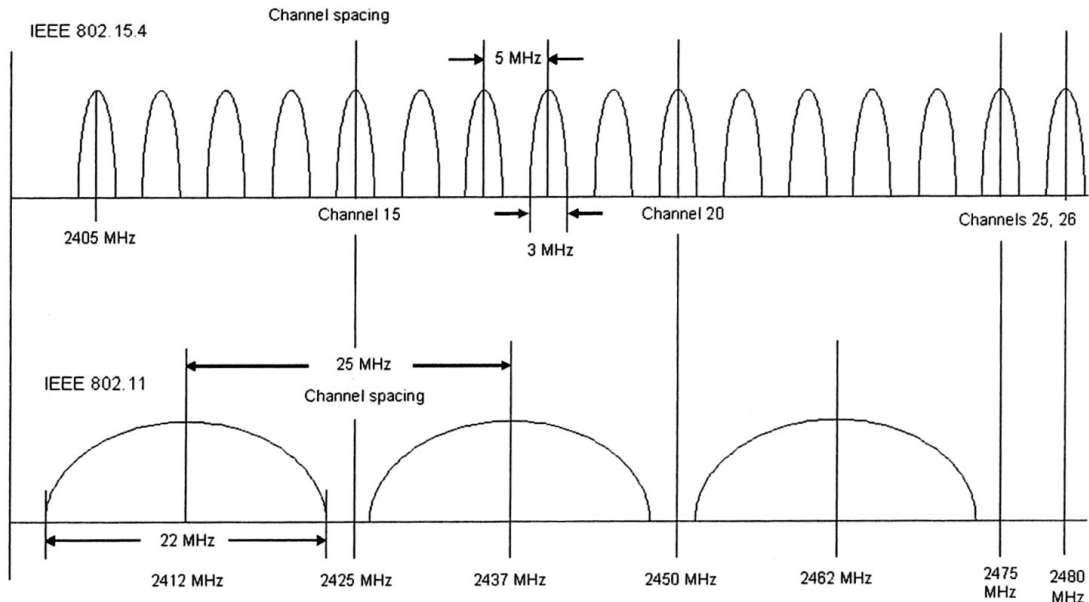 Channel spacing
IEEE 802.15.4
5 MHz
Channel 15
Channel 20
Channels 25, 26
2405 MHz
3 MHz
25 MHz
IEEE 802.11
Channel spacing
22 MHz
2412 MHz
2425 MHz
2437 MHz
2450 MHz
2462 MHz
2475
MHz
2480
MHz